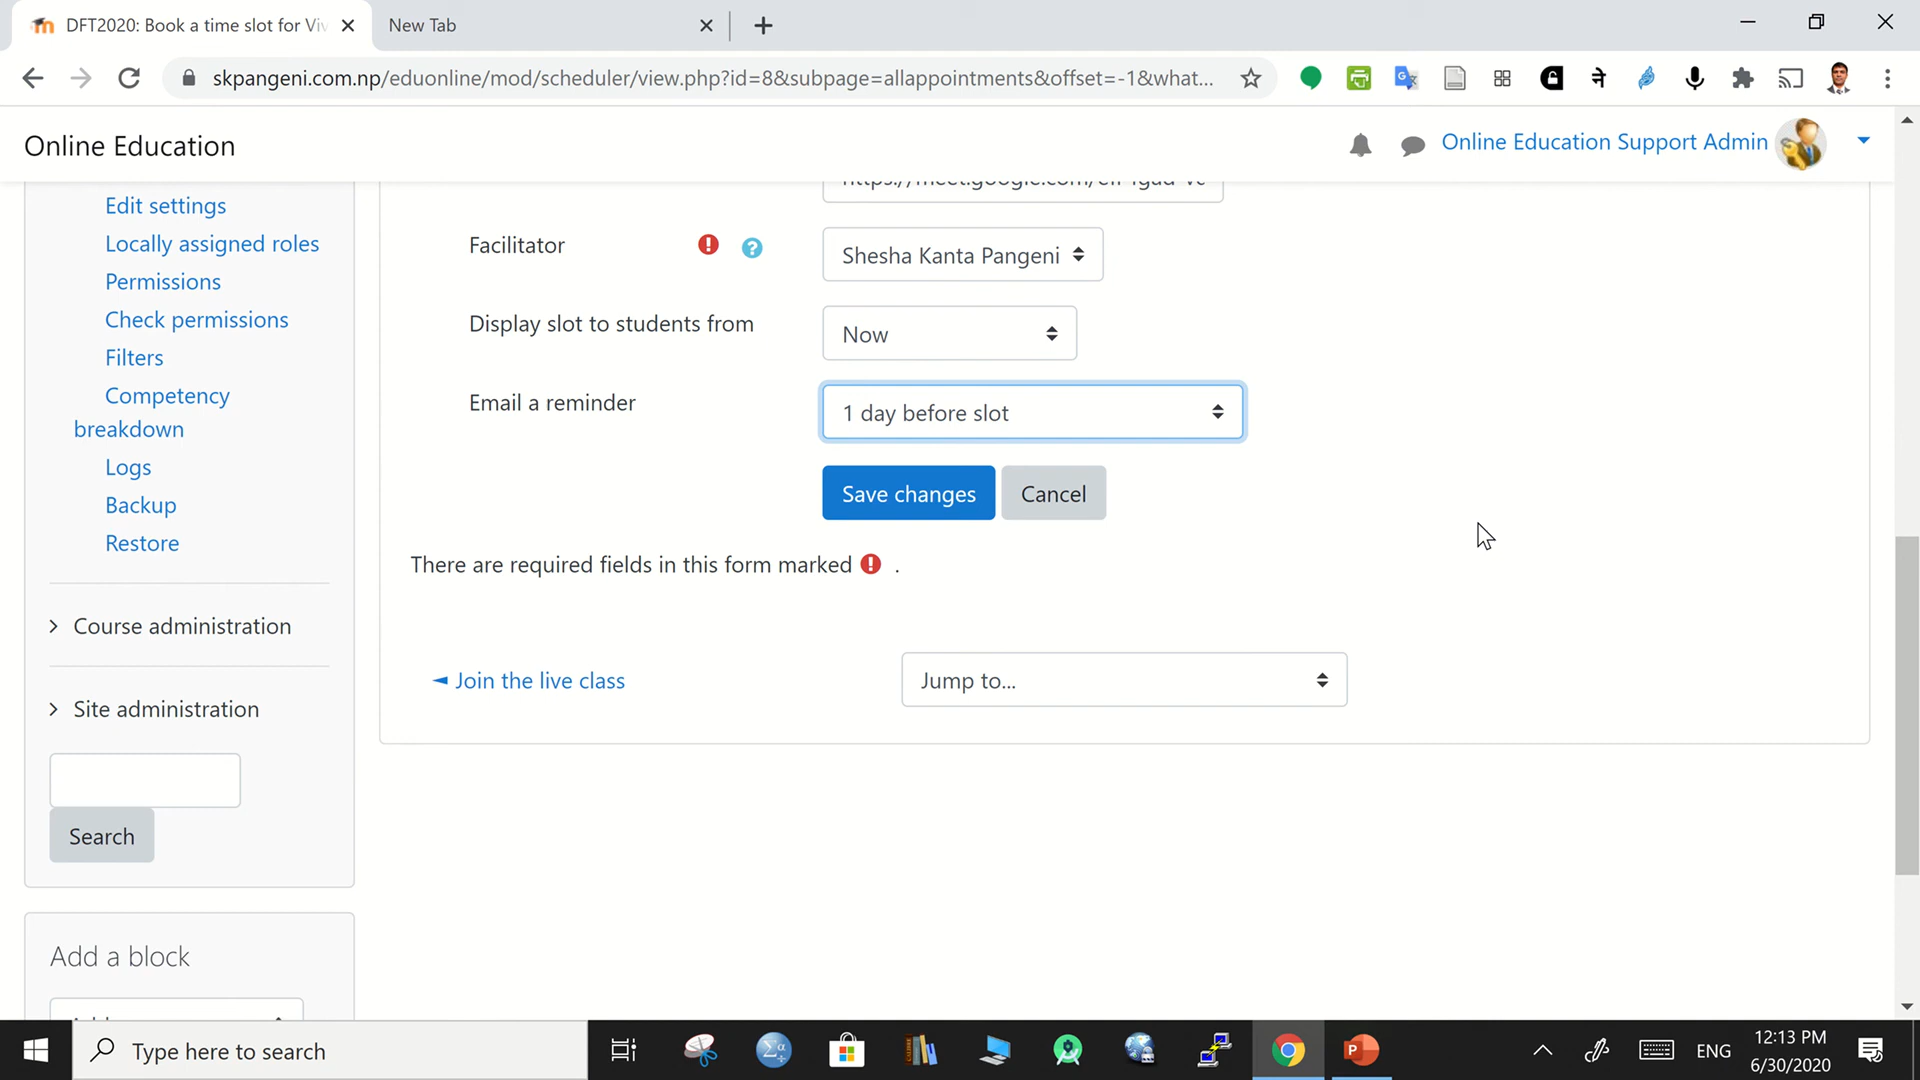 DFT2020: Book a time slot for Viv
New Tab
skpangeni.com.np/eduonline/mod/scheduler/view.php?id=8&subpage=allappointments&offset=-1&what...
Online Education
Online Education Support Admin
Edit settings
Locally assigned roles
Permissions
Check permissions
Filters
Competency
breakdown
Logs
Backup
Restore
Course administration
Site administration
Search
Add a block
Facilitator
Shesha Kanta Pangeni
Display slot to students from
Now
Email a reminder
1 day before slot
Save changes
Cancel
There are required fields in this form marked .
◄ Join the live class
Jump to...
Type here to search
ENG
12:13 PM
6/30/2020